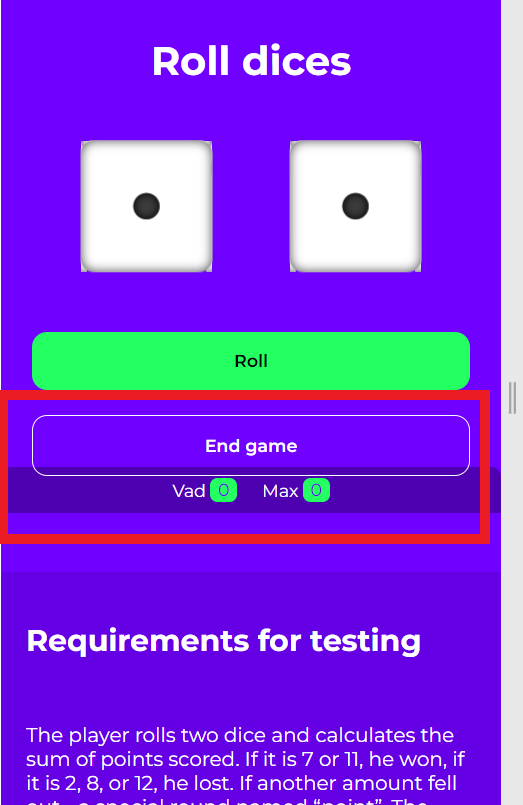 Roll dices
Roll
End game
Vad 0 Max 0
Requirements for testing
The player rolls two dice and calculates the
sum of points scored. If it is 7 or 11, he won, if
it is 2, 8, or 12, he lost. If another amount fell
out - a special round named “point”. The